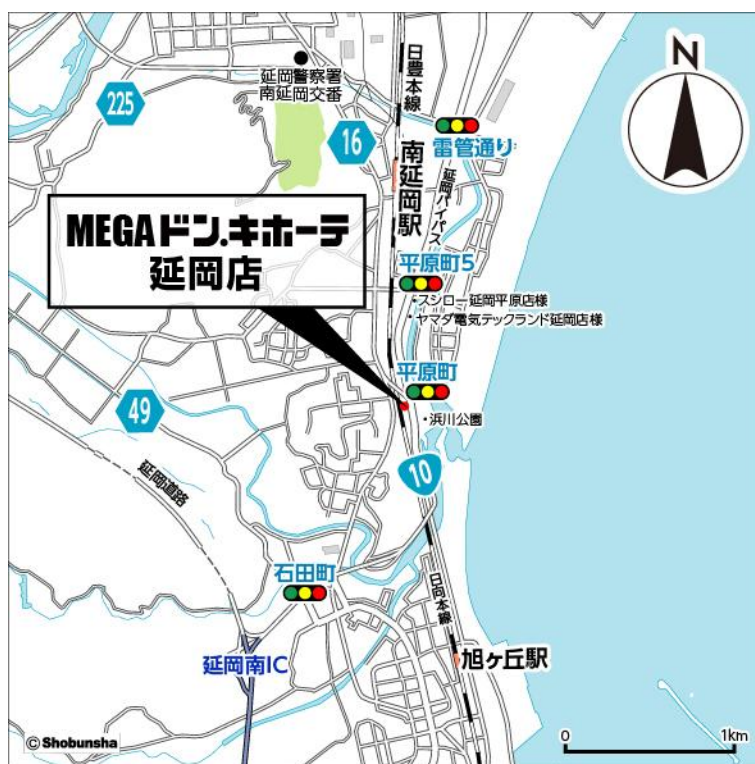 延岡警察署
南延岡交番
225
16
日豊本線
N
雷管通り
南延岡駅
延岡バイパス
MEGAドン.キホーテ
延岡店
平原町5
・スシロー延岡平原店様
・ヤマダ電気テックランド延岡店様
平原町
・浜川公園
49
10
延岡道路
石田町
日向本線
延岡南IC
旭ヶ丘駅
0 1km
© Shobunsha